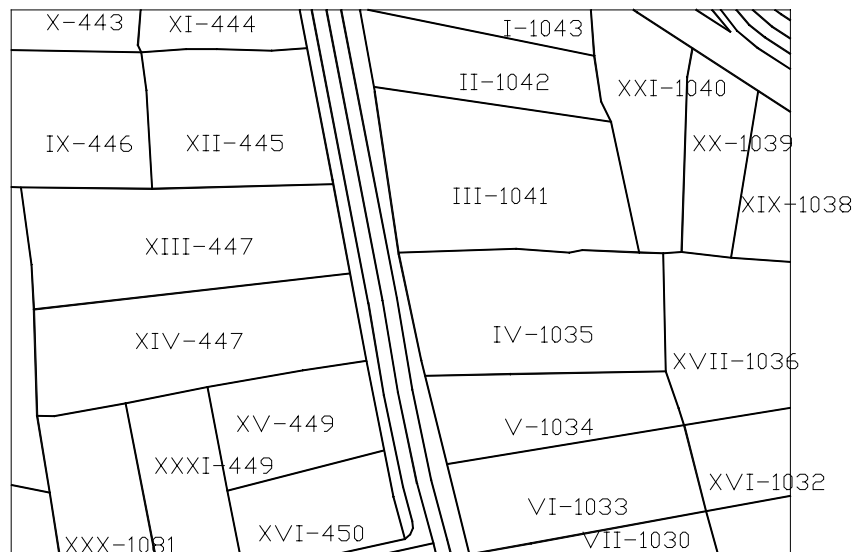 X-443
XI-444
I-1043
II-1042
XXI-1040
IX-446
XII-445
XX-1039
III-1041
XIX-1038
XIII-447
XIV-447
IV-1035
XVII-1036
XV-449
V-1034
XXXI-449
XVI-1032
VI-1033
XVI-450
VII-1030
XXX-1081